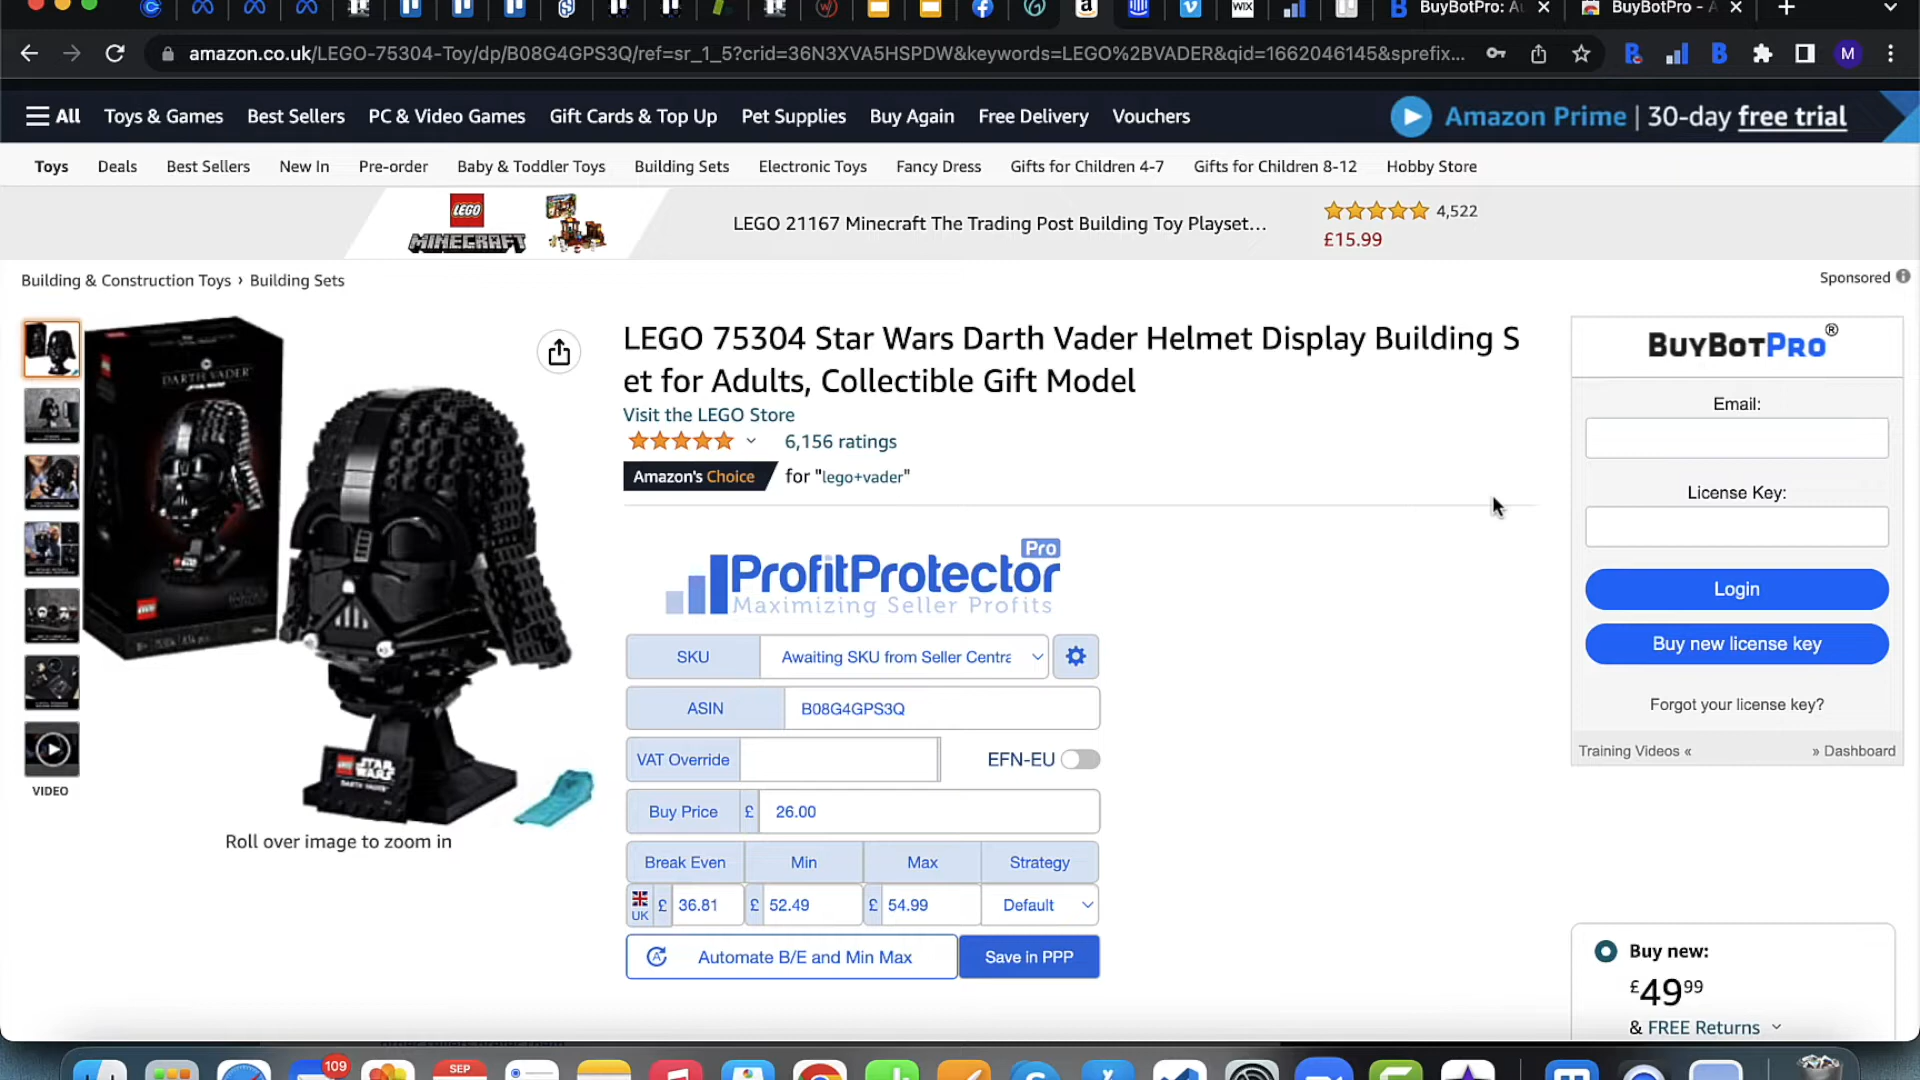 BuyBotPro: Au
BuyBotPro - A
amazon.co.uk/LEGO-75304-Toy/dp/B08G4GPS3Q/ref=sr_1_5?crid=36N3XVA5HSPDW&keywords=LEGO%2BVADER&qid=1662046145&sprefix...
M
All
Toys & Games
Best Sellers
PC & Video Games
Gift Cards & Top Up
Pet Supplies
Buy Again
Free Delivery
Vouchers
Amazon Prime | 30-day free trial
Toys
Deals
Best Sellers
New In
Pre-order
Baby & Toddler Toys
Building Sets
Electronic Toys
Fancy Dress
Gifts for Children 4-7
Gifts for Children 8-12
Hobby Store
LEGO
MINECRAFT
LEGO 21167 Minecraft The Trading Post Building Toy Playset...
4,522
£15.99
Building & Construction Toys › Building Sets
Sponsored
DARTH VADER
LEGO 75304 Star Wars Darth Vader Helmet Display Building S
et for Adults, Collectible Gift Model
Visit the LEGO Store
6,156 ratings
Amazon's Choice for "lego+vader"
STAR WARS
DARTH VADER
VIDEO
Roll over image to zoom in
ProfitProtector Pro
Maximizing Seller Profits
SKU
Awaiting SKU from Seller Centra
ASIN
B08G4GPS3Q
VAT Override
EFN-EU
Buy Price £ 26.00
Break Even Min Max Strategy
UK £ 36.81 £ 52.49 £ 54.99 Default
Automate B/E and Min Max
Save in PPP
BUYBOTPRO®
Email:
License Key:
Login
Buy new license key
Forgot your license key?
Training Videos «
» Dashboard
Buy new:
£49 99
& FREE Returns
109
SEP